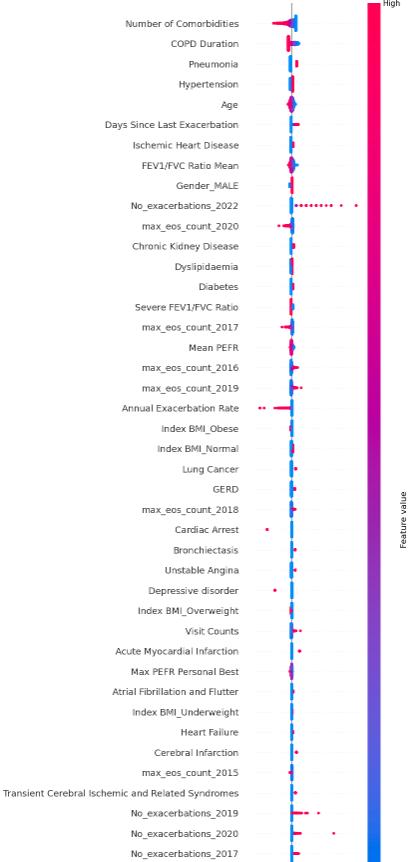 High
Number of Comorbidities
COPD Duration
Pneumonia
Hypertension
Age
Days Since Last Exacerbation
Ischemic Heart Disease
FEV1/FVC Ratio Mean
Gender_MALE
No_exacerbations_2022
max_eos_count_2020
Chronic Kidney Disease
Dyslipidaemia
Diabetes
Severe FEV1/FVC Ratio
max_eos_count_2017
Mean PEFR
max_eos_count_2016
max_eos_count_2019
Annual Exacerbation Rate
Index BMI_Obese
Index BMI_Normal
Lung Cancer
GERD
max_eos_count_2018
Cardiac Arrest
Bronchiectasis
Unstable Angina
Depressive disorder
Index BMI_Overweight
Visit Counts
Acute Myocardial Infarction
Max PEFR Personal Best
Atrial Fibrillation and Flutter
Index BMI_Underweight
Heart Failure
Cerebral Infarction
max_eos_count_2015
Transient Cerebral Ischemic and Related Syndromes
No_exacerbations_2019
No_exacerbations_2020
No_exacerbations_2017
Feature value